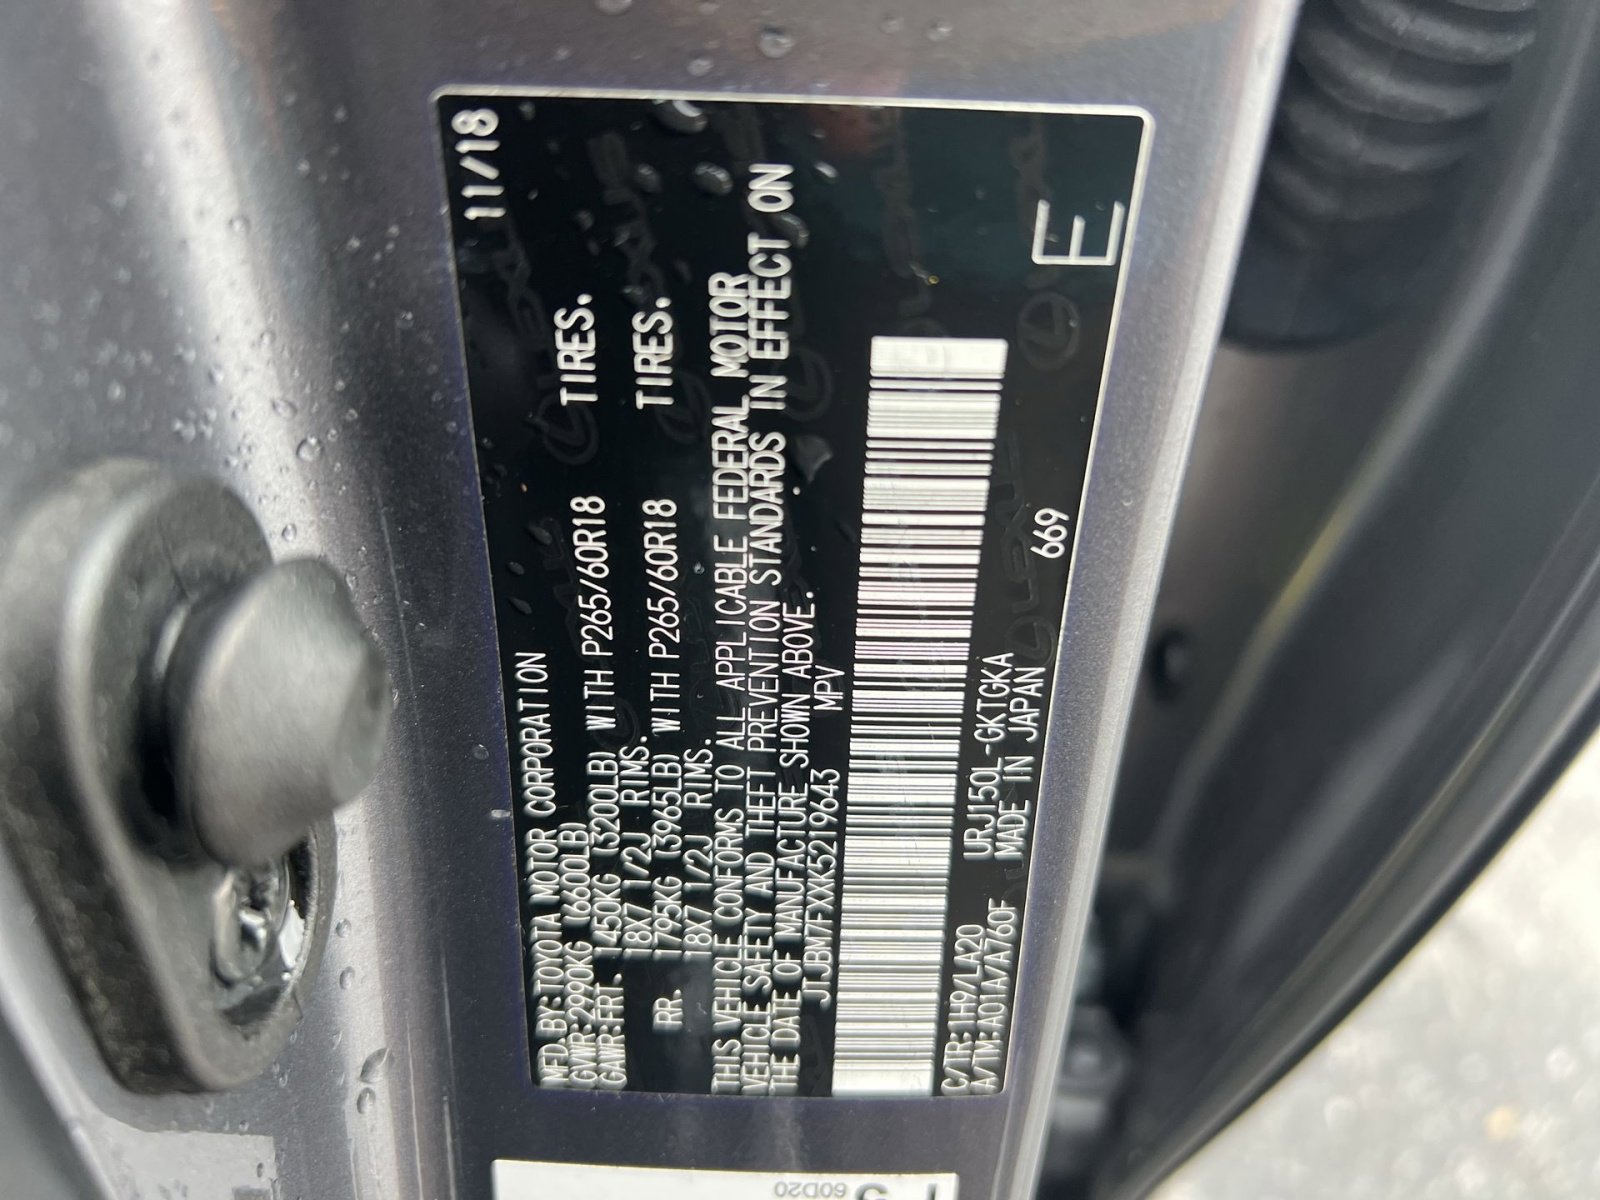 MFD. BY: TOYOTA MOTOR CORPORATION 11/18
GVWR: 2990KG (6600LB)
GAWR: FRT. 1450KG (3200LB) WITH P265/60R18 TIRES.
18X7 1/2J RIMS.
RR. 1795KG (3965LB) WITH P265/60R18 TIRES.
18X7 1/2J RIMS.
THIS VEHICLE CONFORMS TO ALL APPLICABLE FEDERAL MOTOR
VEHICLE SAFETY AND THEFT PREVENTION STANDARDS IN EFFECT ON
THE DATE OF MANUFACTURE SHOWN ABOVE.
JTJBM7FXXK5219643 MPV
C/TR: 1H9/LA20 URJ150L-GKTGKA 669
A/TM: A01A/A760F MADE IN JAPAN
E
60D20